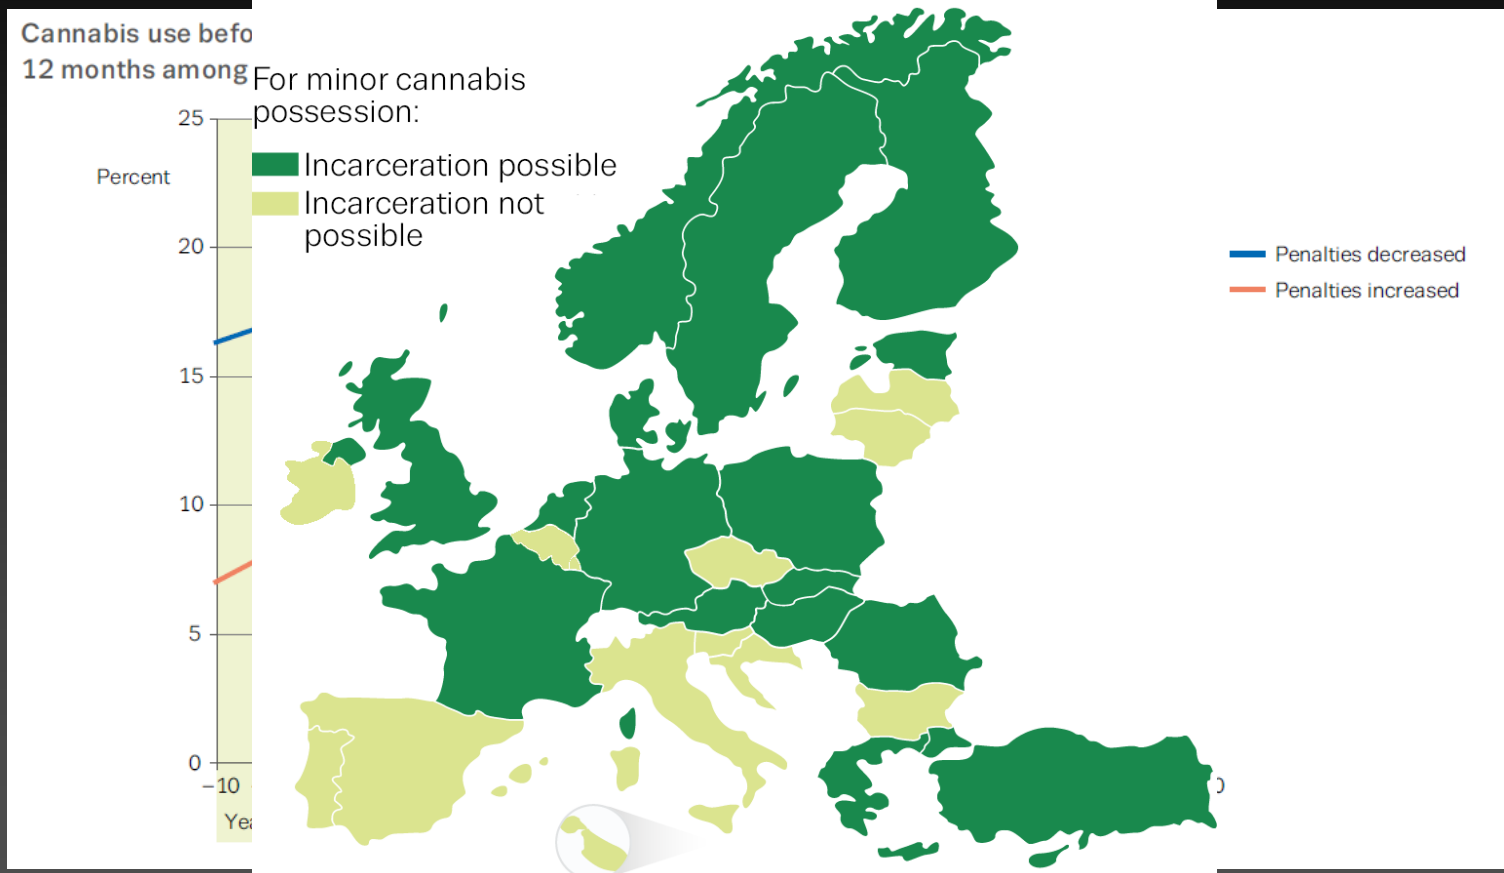 Cannabis use befo
12 months among
For minor cannabis
possession:
Incarceration possible
Incarceration not
possible
25
Percent
20
15
10
5
0
−10
Yea
Penalties decreased
Penalties increased